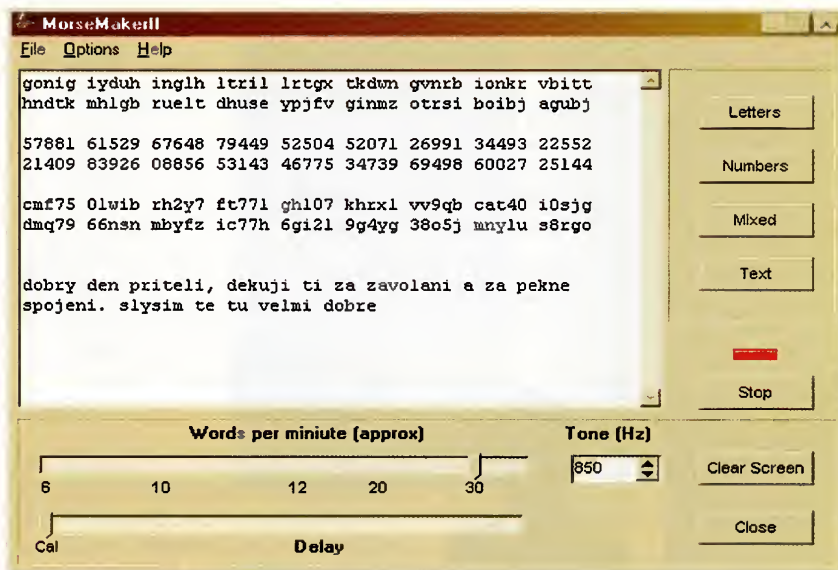 MorseMakerII
File Options Help
gonig iyduh inglh ltril lrtgx tkdwn gvnrb ionkr vbitt
hndtk mhlgb ruelt dhuse ypjfv ginmz otrsi boibj agubj
57881 61529 67648 79449 52504 52071 26991 34493 22552
21409 83926 08856 53143 46775 34739 69498 60027 25144
cmf75 0lwib rh2y7 ft77l ghl07 khrxl vv9qb cat40 i0sjg
dmq79 66nsn mbyfz ic77h 6gi2l 9g4yg 38o5j mnylu s8rgo
dobry den priteli, dekuji ti za zavolani a za pekne
spojeni. slysim te tu velmi dobre
Letters
Numbers
Mixed
Text
Stop
Words per miniute (approx)
6 10 12 20 30
Tone (Hz)
850
Clear Screen
Cal
Delay
Close